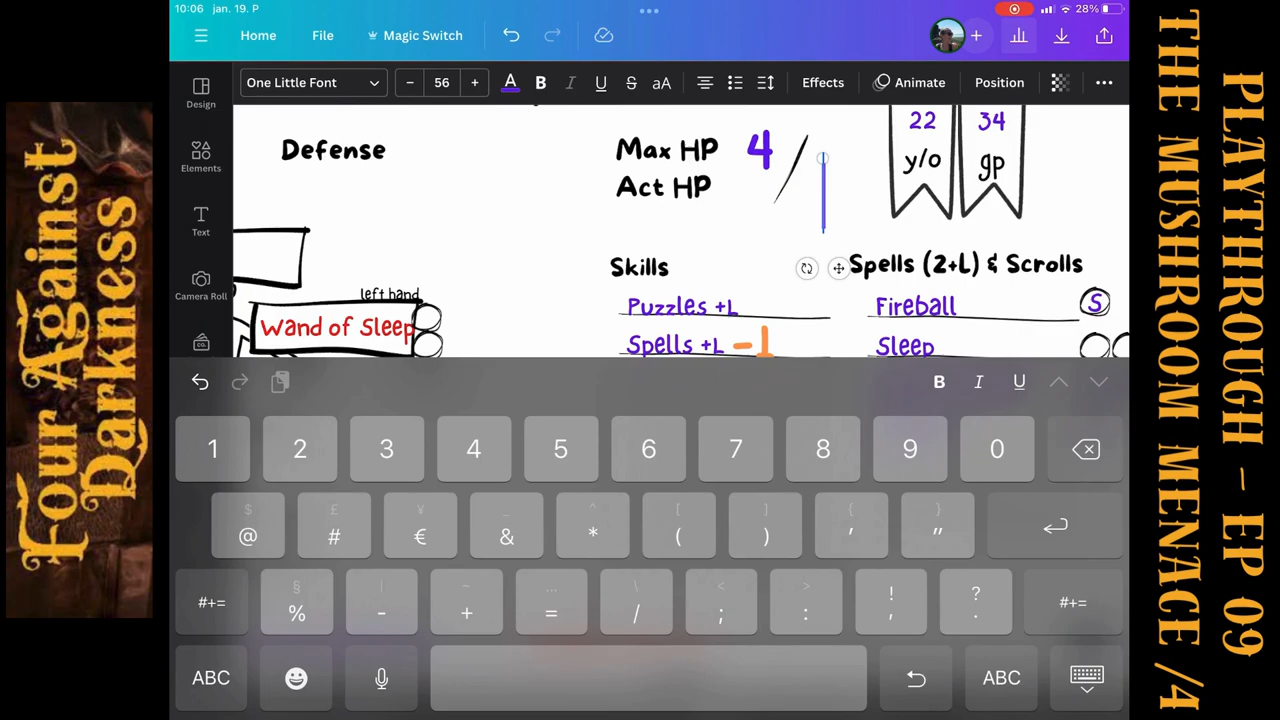 Four Against
Darkness
10:06 jan. 19. P
28%
Home File Magic Switch
One Little Font
− 56 +
A B I U S aA
Effects Animate Position
Design
Elements
Text
Camera Roll
Defense
Max HP 4 /
Act HP
22 34
y/o gp
left hand
Wand of Sleep
Skills
Puzzles +L
Spells +L -1
Spells (2+L) & Scrolls
Fireball S
Sleep
B I U
1 2 3 4 5 6 7 8 9 0
$ £ ¥ _ ^ [ ] { }
@ # € & * ( ) ' "
§ | ~ … \ < > ! ?
#+= % - + = / ; : , . #+=
ABC ABC
PLAYTHROUGH – EP 09
THE MUSHROOM MENACE /4